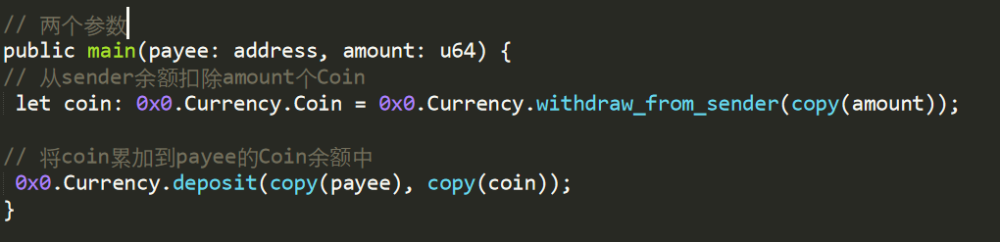 // 两个参数
public main(payee: address, amount: u64) {
// 从sender余额扣除amount个Coin
let coin: 0x0.Currency.Coin = 0x0.Currency.withdraw_from_sender(copy(amount));
// 将coin累加到payee的Coin余额中
0x0.Currency.deposit(copy(payee), copy(coin));
}